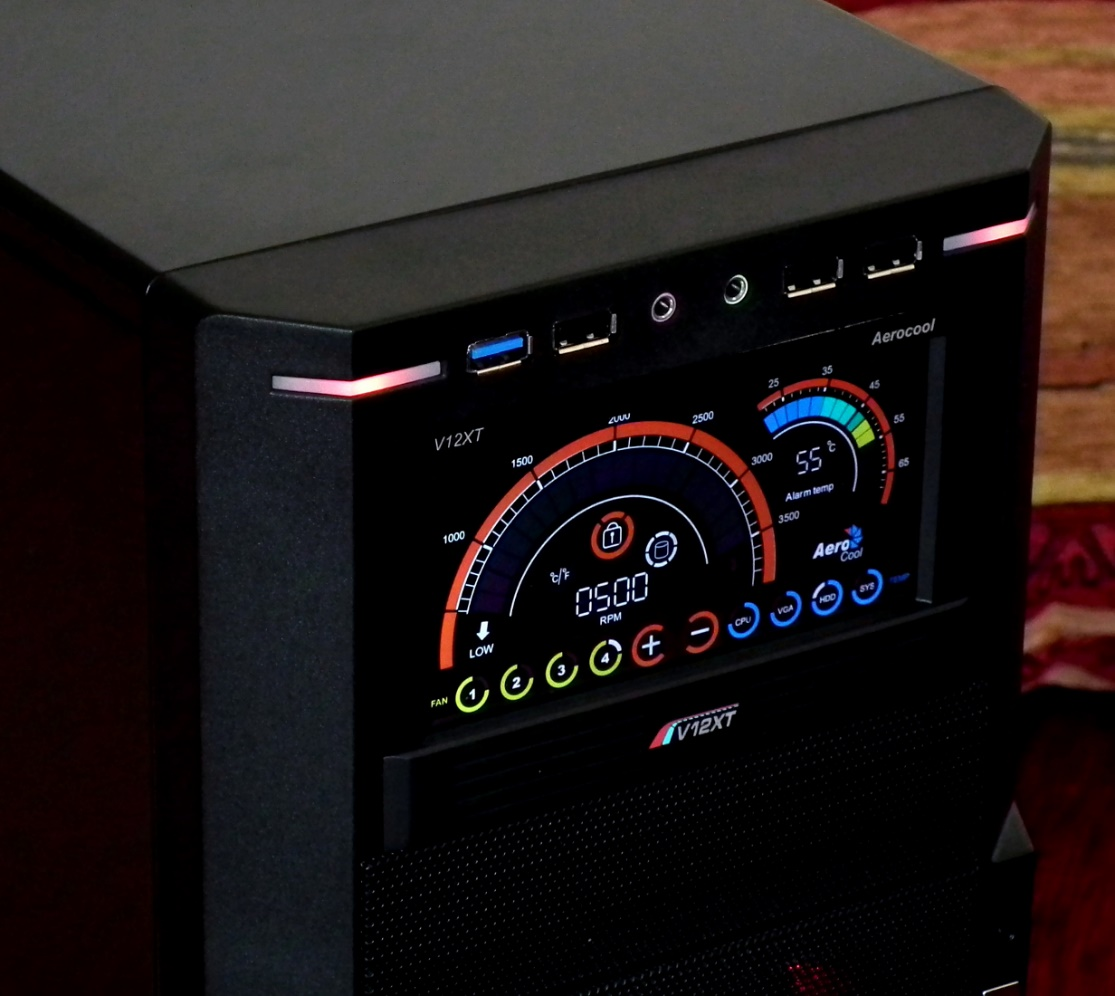 Aerocool
V12XT
1000
1500
2000
2500
3000
3500
25
35
45
55
65
55 °C
Alarm temp
°C/°F
0500
RPM
LOW
Aero
Cool
FAN 1 2 3 4 + − CPU VGA HDD SYS TEMP
V12XT